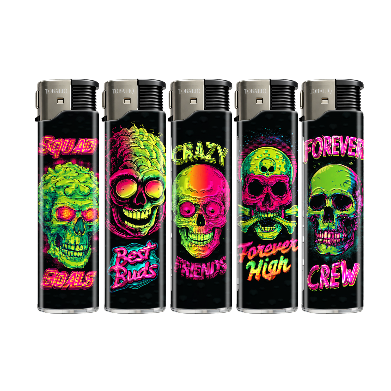 SQUAD
GOALS
Best
Buds
CRAZY
FRIENDS
Forever
High
FOREVER
CREW